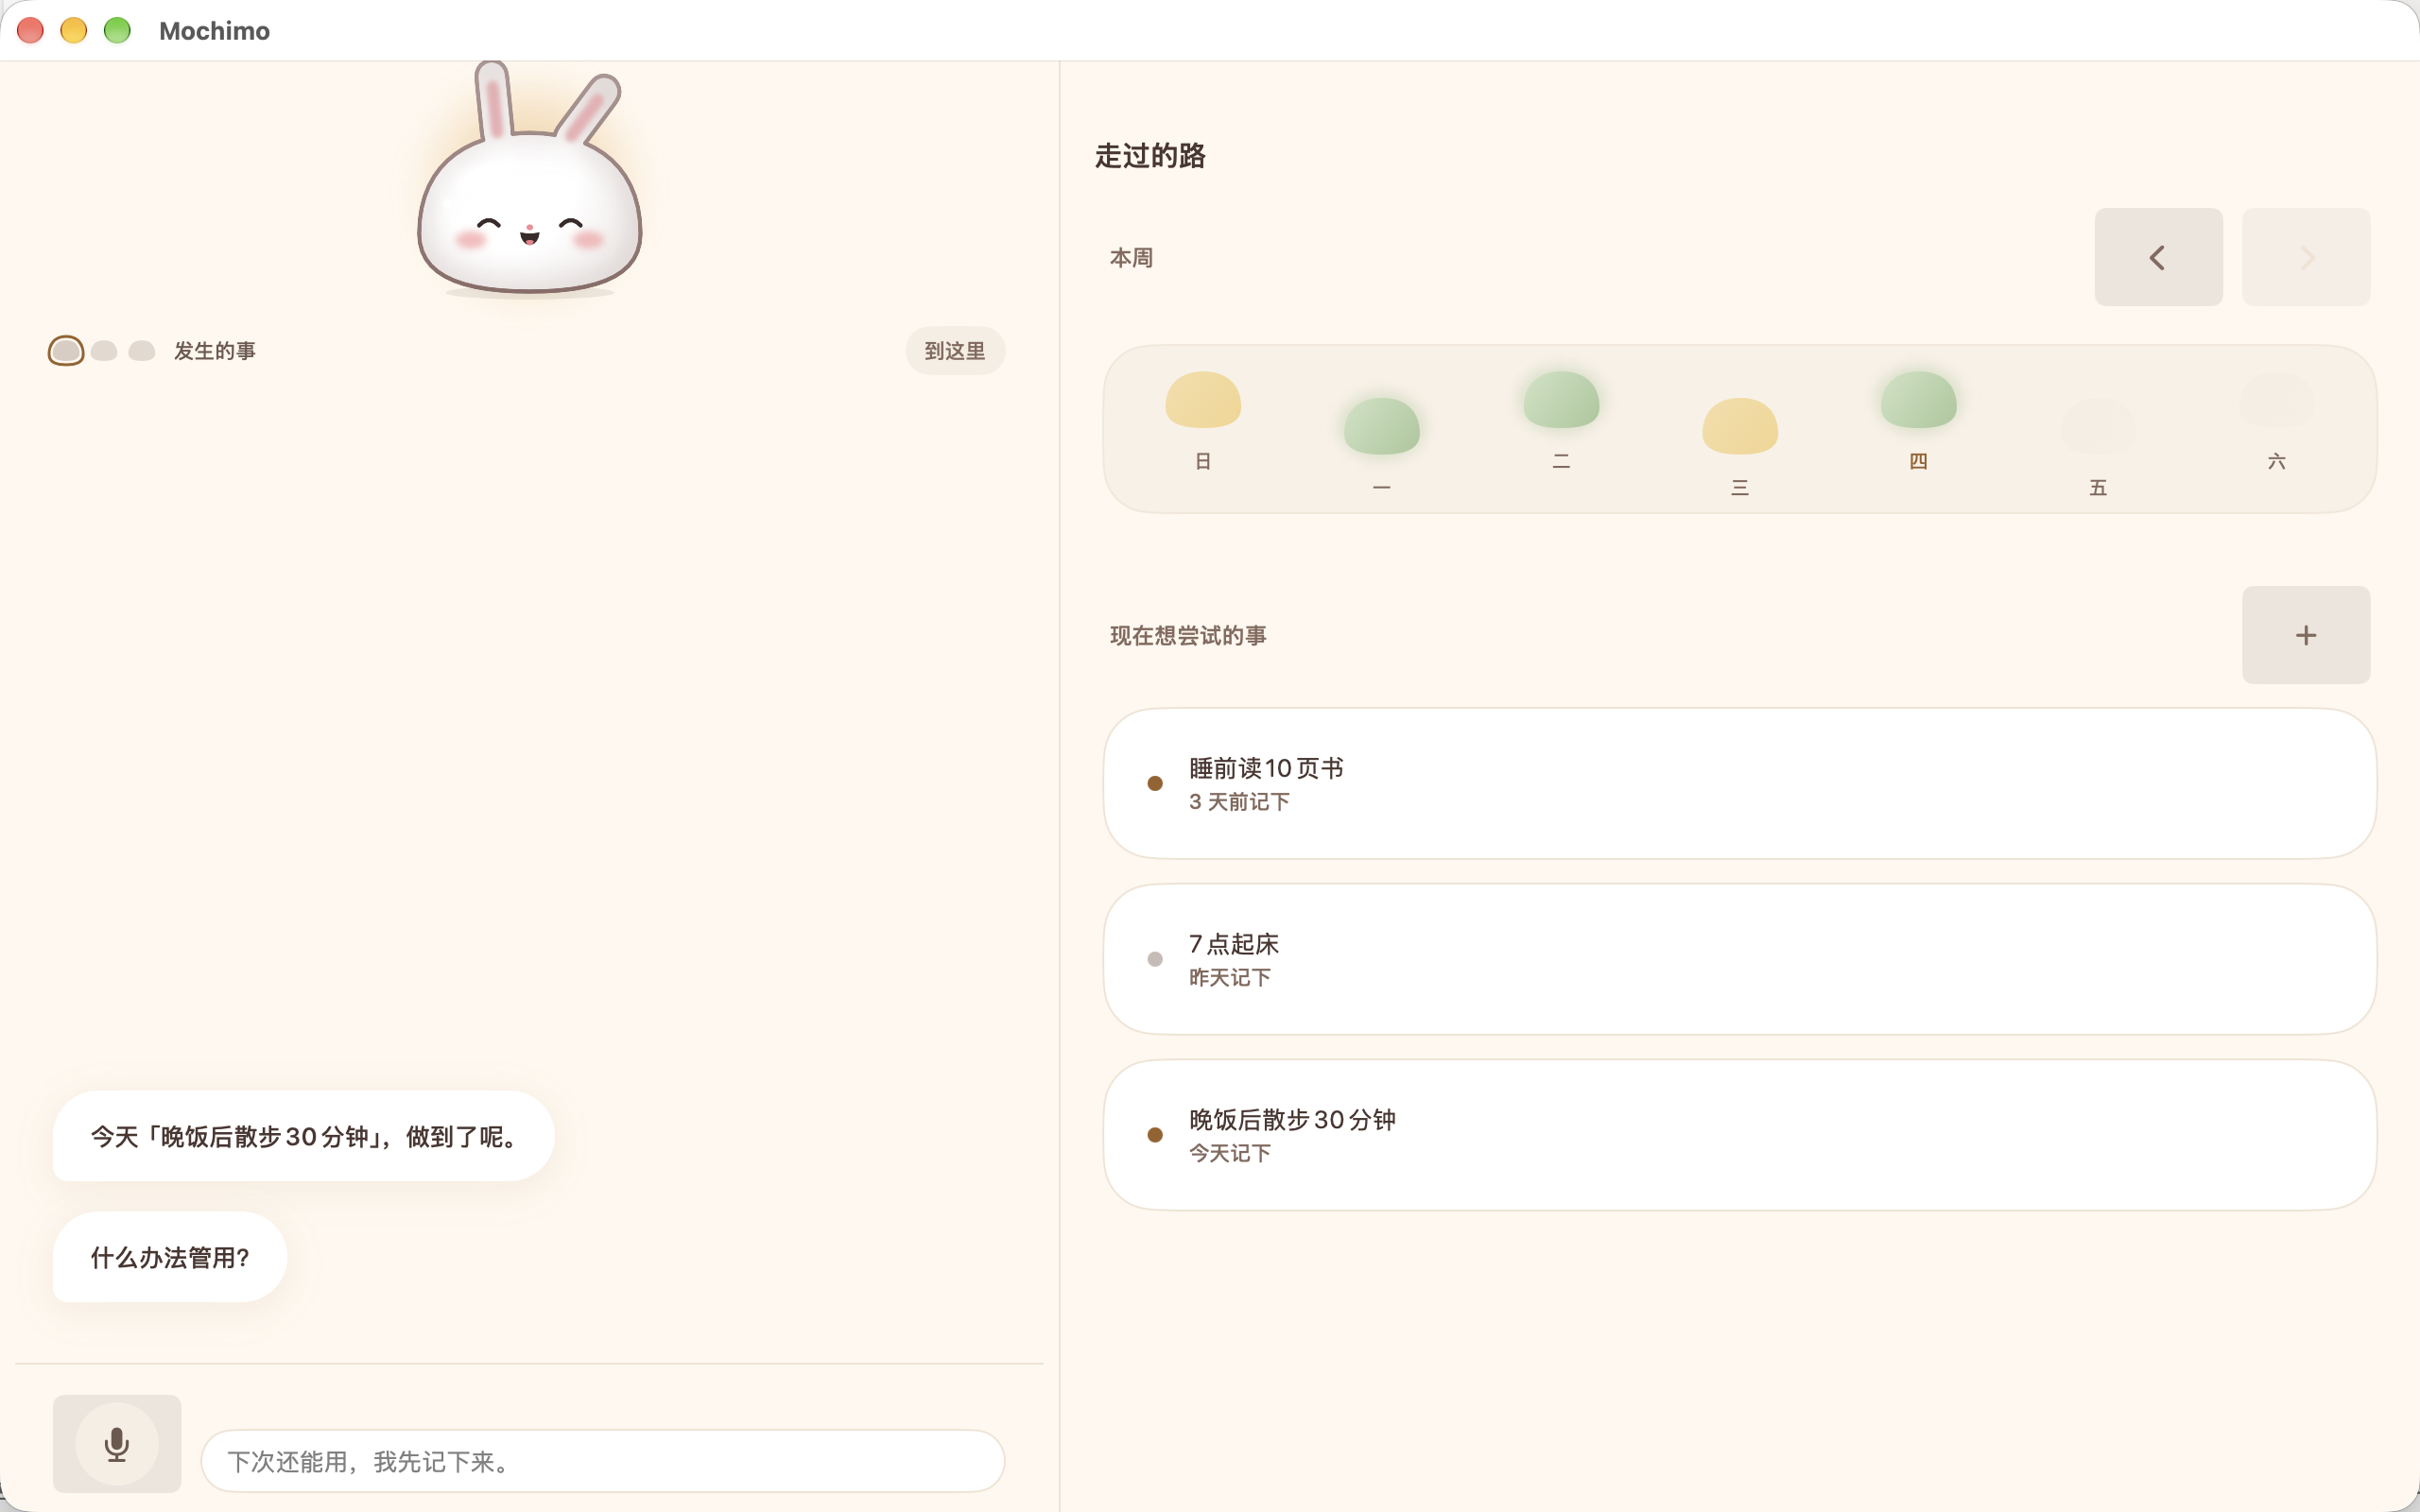 Mochimo
发生的事
到这里
今天「晚饭后散步30分钟」，做到了呢。
什么办法管用？
下次还能用，我先记下来。
走过的路
本周
日
一
二
三
四
五
六
现在想尝试的事
睡前读10页书
3 天前记下
7点起床
昨天记下
晚饭后散步30分钟
今天记下